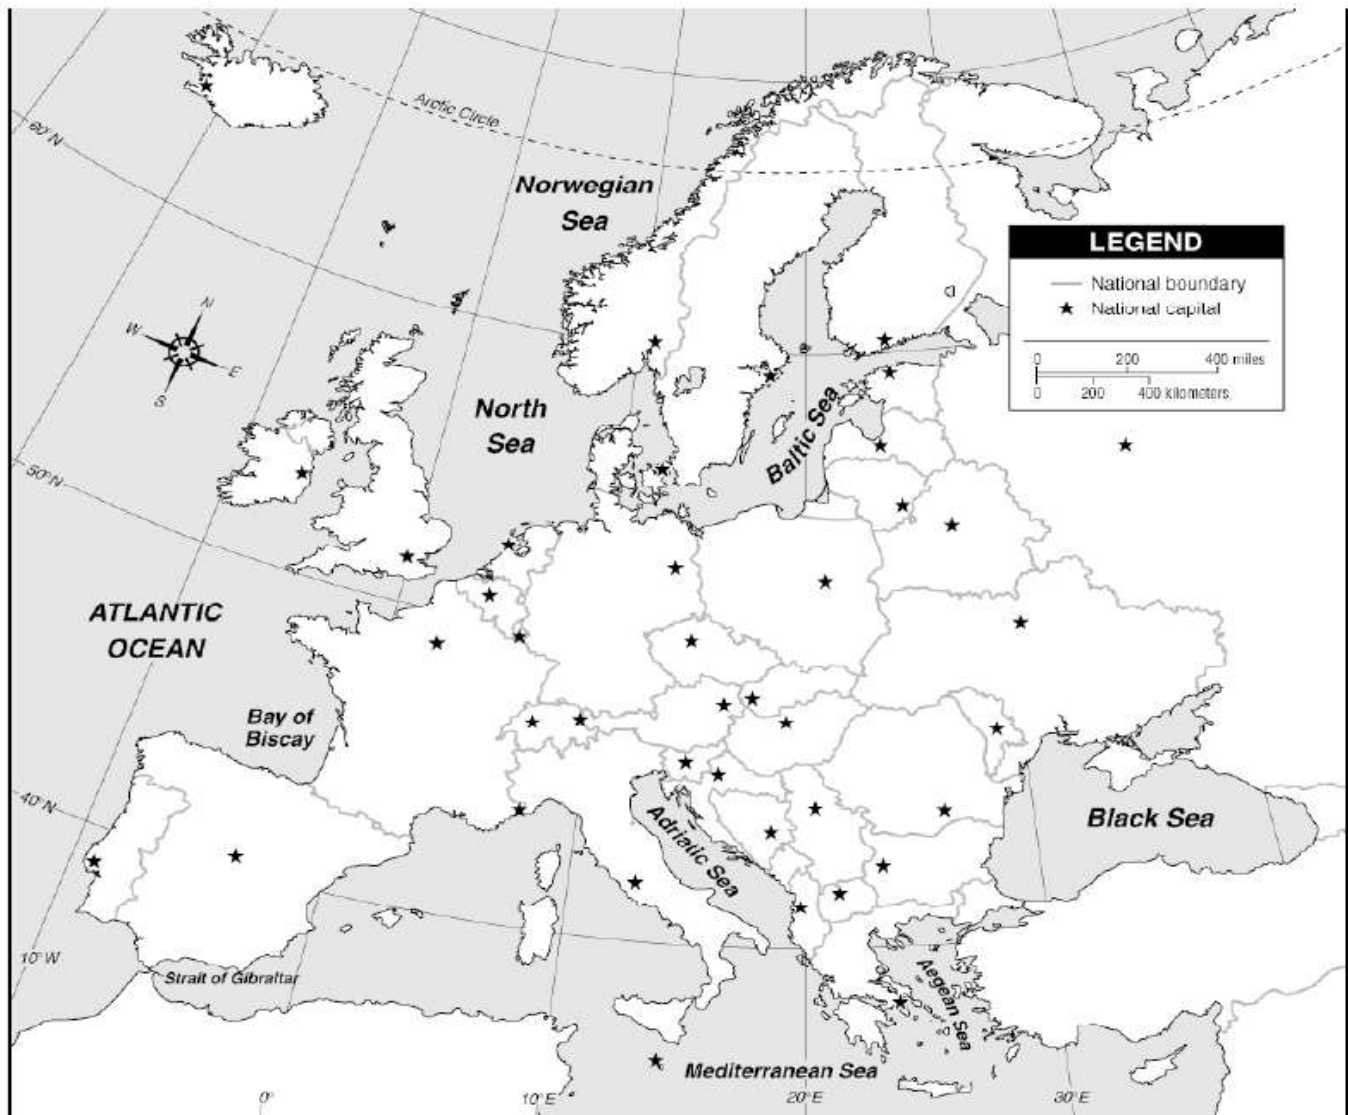 Arctic Circle
60°N
Norwegian
Sea
LEGEND
National boundary
National capital
0 200 400 miles
0 200 400 kilometers
N
W
E
S
North
Sea
Baltic Sea
50°N
ATLANTIC
OCEAN
Bay of
Biscay
40°N
Adriatic Sea
Black Sea
10°W
Strait of Gibraltar
Aegean Sea
Mediterranean Sea
0°
10°E
20°E
30°E